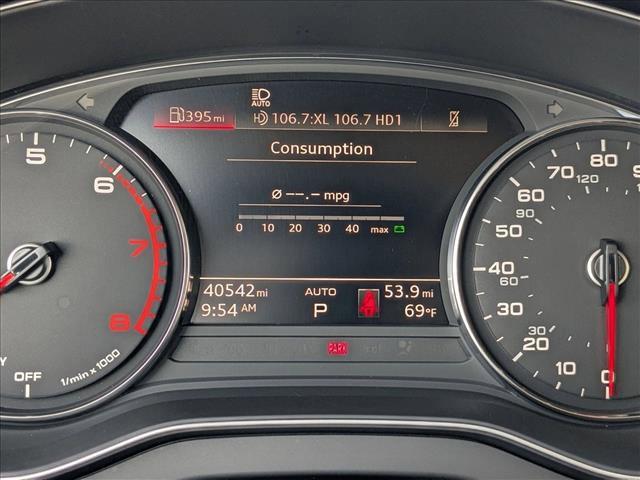 AUTO
395 mi
106.7:XL 106.7 HD1
Consumption
Ø --.- mpg
0 10 20 30 40 max
40542 mi
AUTO
53.9 mi
9:54 AM
P
69°F
PARK
5
6
7
8
OFF
1/min x 1000
0
10
20
30
30
40
60
50
60
90
70
120
80
90